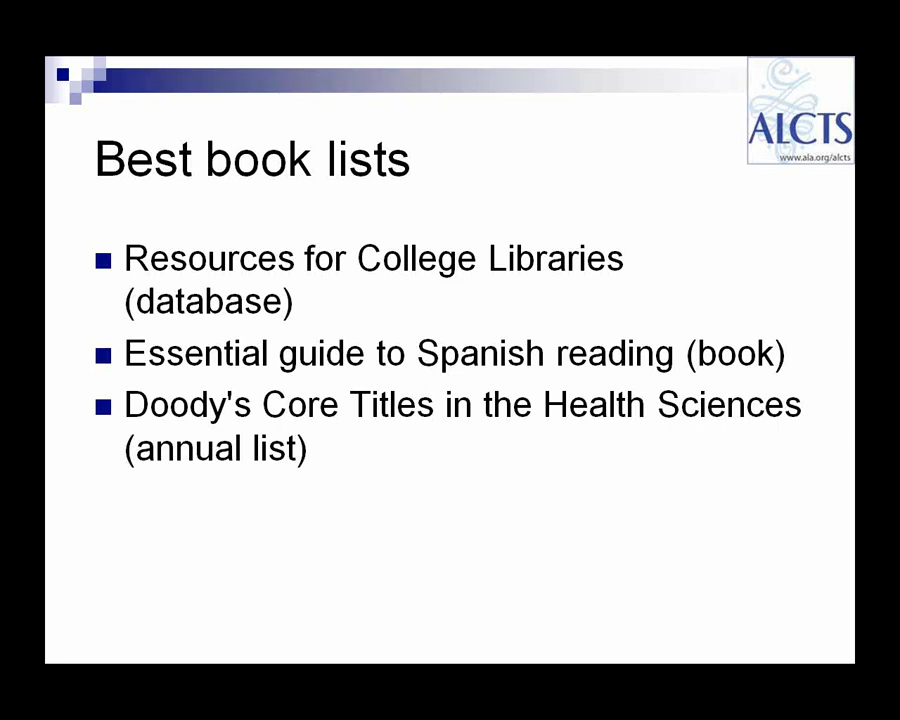 ALCTS
www.ala.org/alcts
Best book lists
Resources for College Libraries
(database)
Essential guide to Spanish reading (book)
Doody's Core Titles in the Health Sciences
(annual list)